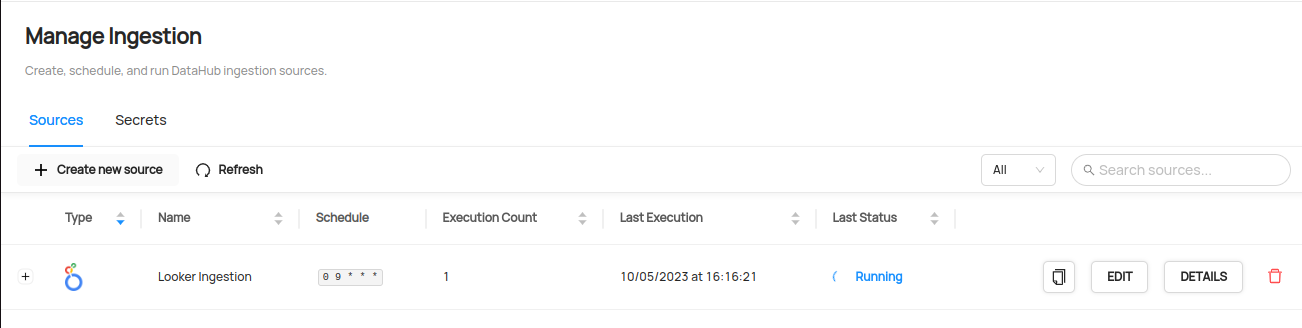 Manage Ingestion
Create, schedule, and run DataHub ingestion sources.
Sources Secrets
Create new source Refresh All Search sources...
Type Name Schedule Execution Count Last Execution Last Status
Looker Ingestion 0 9 * * * 1 10/05/2023 at 16:16:21 Running EDIT DETAILS